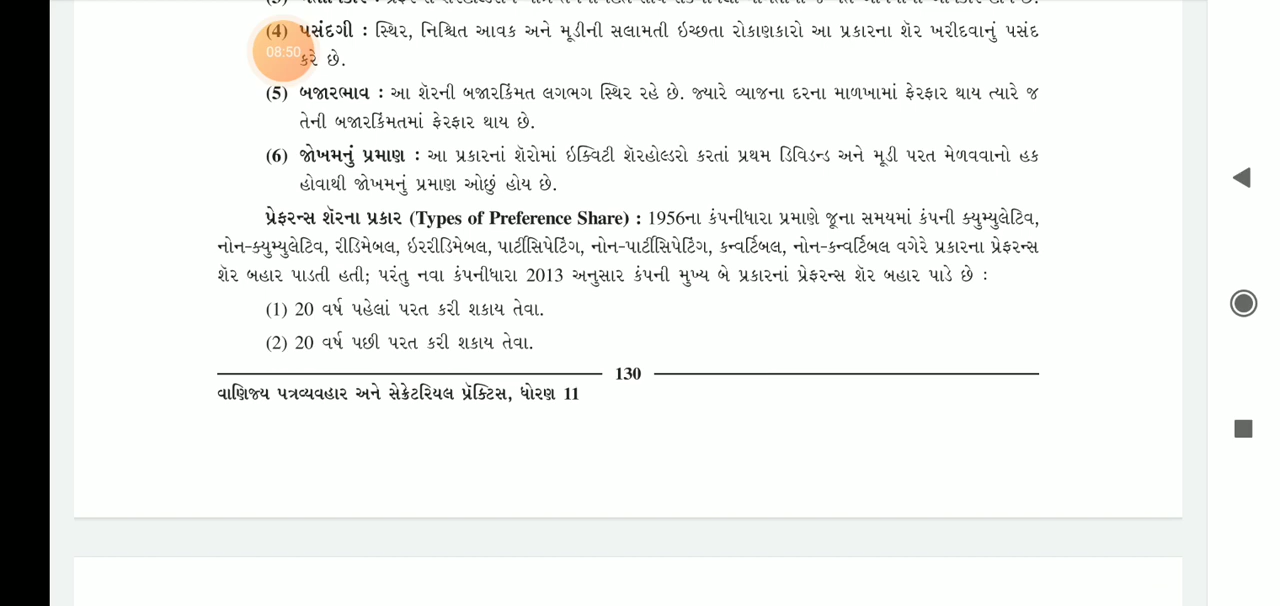 (4) પસંદગી : સ્થિર, નિશ્ચિત આવક અને મૂડીની સલામતી ઇચ્છતા રોકાણકારો આ પ્રકારના શૅર ખરીદવાનું પસંદ
08:50
કરે છે.
(5) બજારભાવ : આ શૅરની બજારકિંમત લગભગ સ્થિર રહે છે. જ્યારે વ્યાજના દરના માળખામાં ફેરફાર થાય ત્યારે જ
તેની બજારકિંમતમાં ફેરફાર થાય છે.
(6) જોખમનું પ્રમાણ : આ પ્રકારનાં શૅરોમાં ઇક્વિટી શૅરહોલ્ડરો કરતાં પ્રથમ ડિવિડન્ડ અને મૂડી પરત મેળવવાનો હક
હોવાથી જોખમનું પ્રમાણ ઓછું હોય છે.
પ્રેફરન્સ શૅરના પ્રકાર (Types of Preference Share) : 1956ના કંપનીધારા પ્રમાણે જૂના સમયમાં કંપની ક્યુમ્યુલેટિવ,
નોન-ક્યુમ્યુલેટિવ, રીડિમેબલ, ઇરરીડિમેબલ, પાર્ટીસિપેટિંગ, નોન-પાર્ટીસિપેટિંગ, કન્વર્ટિબલ, નોન-કન્વર્ટિબલ વગેરે પ્રકારના પ્રેફરન્સ
શૅર બહાર પાડતી હતી; પરંતુ નવા કંપનીધારા 2013 અનુસાર કંપની મુખ્ય બે પ્રકારનાં પ્રેફરન્સ શૅર બહાર પાડે છે :
(1) 20 વર્ષ પહેલાં પરત કરી શકાય તેવા.
(2) 20 વર્ષ પછી પરત કરી શકાય તેવા.
130
વાણિજ્ય પત્રવ્યવહાર અને સેક્રેટરિયલ પ્રૅક્ટિસ, ધોરણ 11